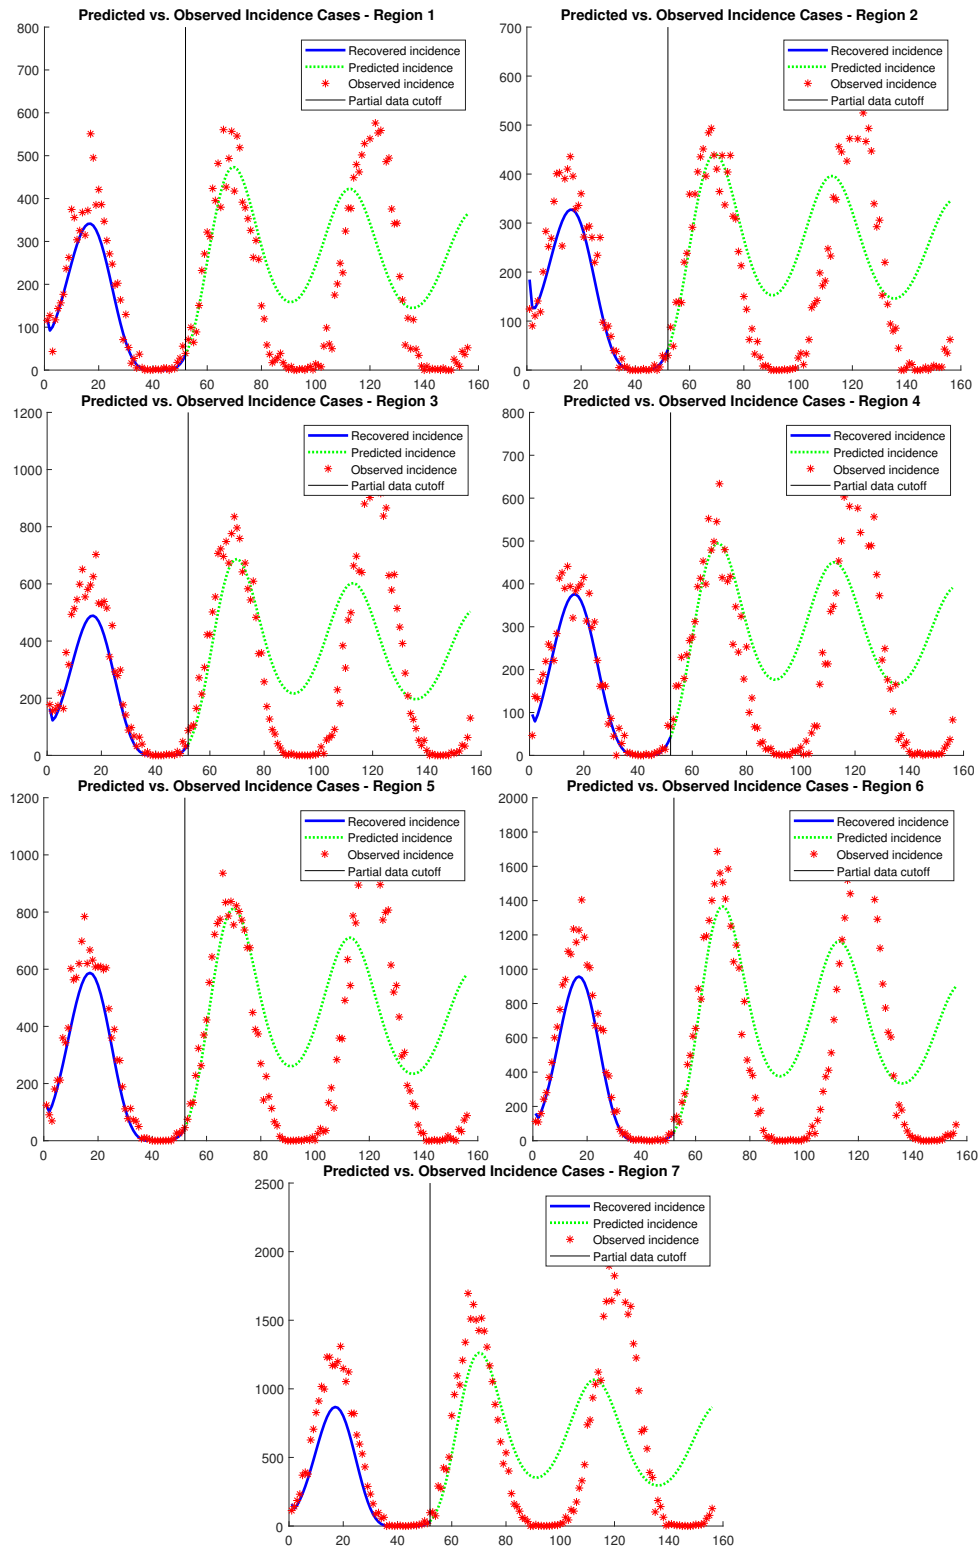 Predicted vs. Observed Incidence Cases - Region 1
800
700
600
500
400
300
200
100
0
0 20 40 60 80 100 120 140 160
Recovered incidence
Predicted incidence
Observed incidence
Partial data cutoff
Predicted vs. Observed Incidence Cases - Region 2
700
600
500
400
300
200
100
0
0 20 40 60 80 100 120 140 160
Recovered incidence
Predicted incidence
Observed incidence
Partial data cutoff
Predicted vs. Observed Incidence Cases - Region 3
1200
1000
800
600
400
200
0
0 20 40 60 80 100 120 140 160
Recovered incidence
Predicted incidence
Observed incidence
Partial data cutoff
Predicted vs. Observed Incidence Cases - Region 4
800
700
600
500
400
300
200
100
0
0 20 40 60 80 100 120 140 160
Recovered incidence
Predicted incidence
Observed incidence
Partial data cutoff
Predicted vs. Observed Incidence Cases - Region 5
1200
1000
800
600
400
200
0
0 20 40 60 80 100 120 140 160
Recovered incidence
Predicted incidence
Observed incidence
Partial data cutoff
Predicted vs. Observed Incidence Cases - Region 6
2000
1800
1600
1400
1200
1000
800
600
400
200
0
0 20 40 60 80 100 120 140 160
Recovered incidence
Predicted incidence
Observed incidence
Partial data cutoff
Predicted vs. Observed Incidence Cases - Region 7
2500
2000
1500
1000
500
0
0 20 40 60 80 100 120 140 160
Recovered incidence
Predicted incidence
Observed incidence
Partial data cutoff